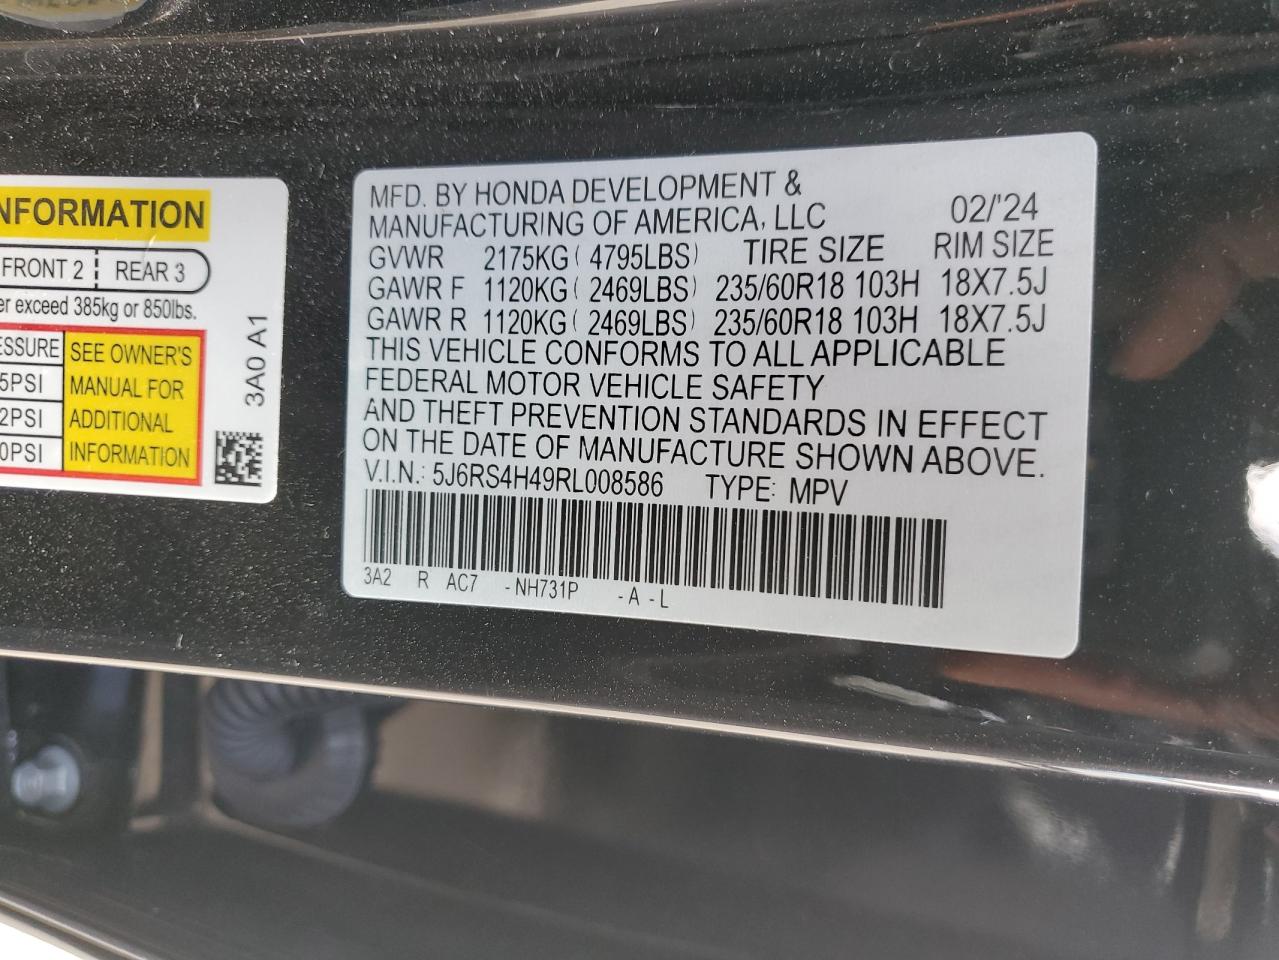 NFORMATION
FRONT 2 REAR 3
er exceed 385kg or 850lbs.
ESSURE
5PSI
2PSI
0PSI
SEE OWNER'S
MANUAL FOR
ADDITIONAL
INFORMATION
3A0 A1
MFD. BY HONDA DEVELOPMENT &
MANUFACTURING OF AMERICA, LLC 02/'24
GVWR 2175KG ( 4795LBS) TIRE SIZE RIM SIZE
GAWR F 1120KG ( 2469LBS) 235/60R18 103H 18X7.5J
GAWR R 1120KG ( 2469LBS) 235/60R18 103H 18X7.5J
THIS VEHICLE CONFORMS TO ALL APPLICABLE
FEDERAL MOTOR VEHICLE SAFETY
AND THEFT PREVENTION STANDARDS IN EFFECT
ON THE DATE OF MANUFACTURE SHOWN ABOVE.
V.I.N.: 5J6RS4H49RL008586 TYPE: MPV
3A2 R AC7 -NH731P -A -L